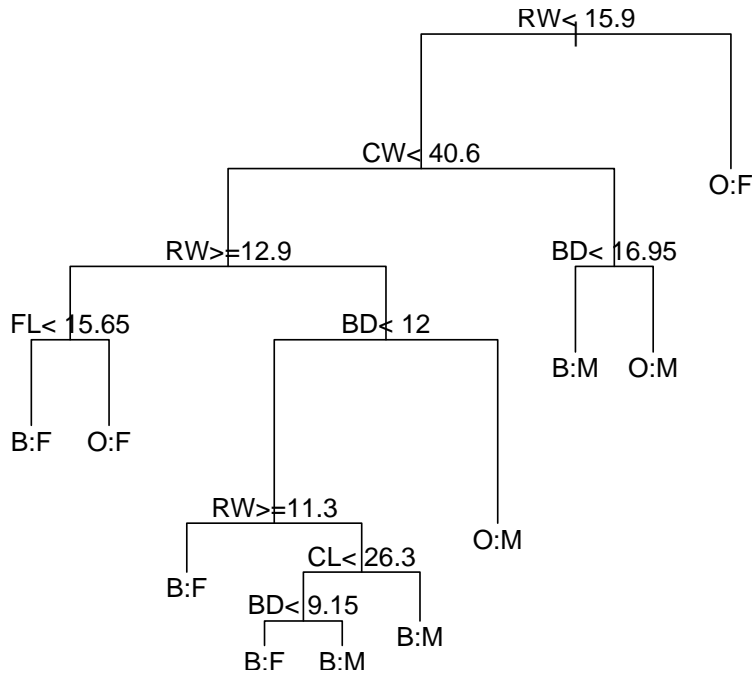 RW< 15.9
CW< 40.6
O:F
RW>=12.9
BD< 16.95
FL< 15.65
BD< 12
B:M
O:M
B:F
O:F
RW>=11.3
O:M
CL< 26.3
B:F
BD< 9.15
B:M
B:F
B:M